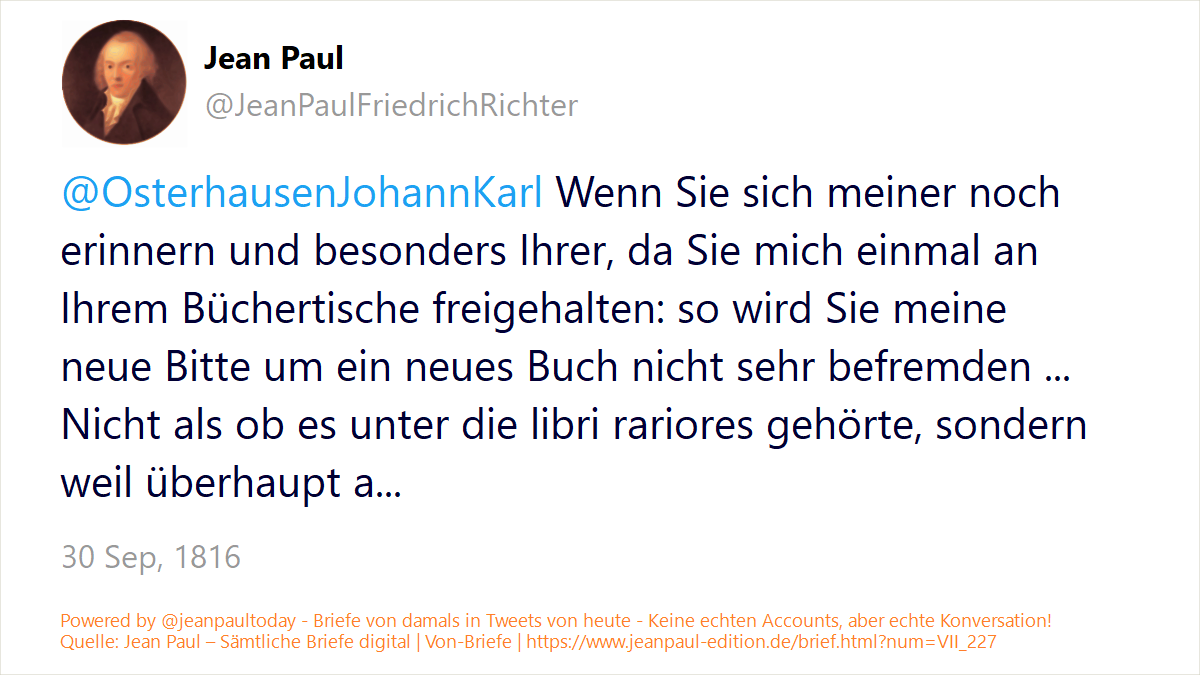 Jean Paul
@JeanPaulFriedrichRichter
@OsterhausenJohannKarl Wenn Sie sich meiner noch
erinnern und besonders Ihrer, da Sie mich einmal an
Ihrem Büchertische freigehalten: so wird Sie meine
neue Bitte um ein neues Buch nicht sehr befremden ...
Nicht als ob es unter die libri rariores gehörte, sondern
weil überhaupt a...
30 Sep, 1816
Powered by @jeanpaultoday - Briefe von damals in Tweets von heute - Keine echten Accounts, aber echte Konversation!
Quelle: Jean Paul – Sämtliche Briefe digital | Von-Briefe | https://www.jeanpaul-edition.de/brief.html?num=VII_227